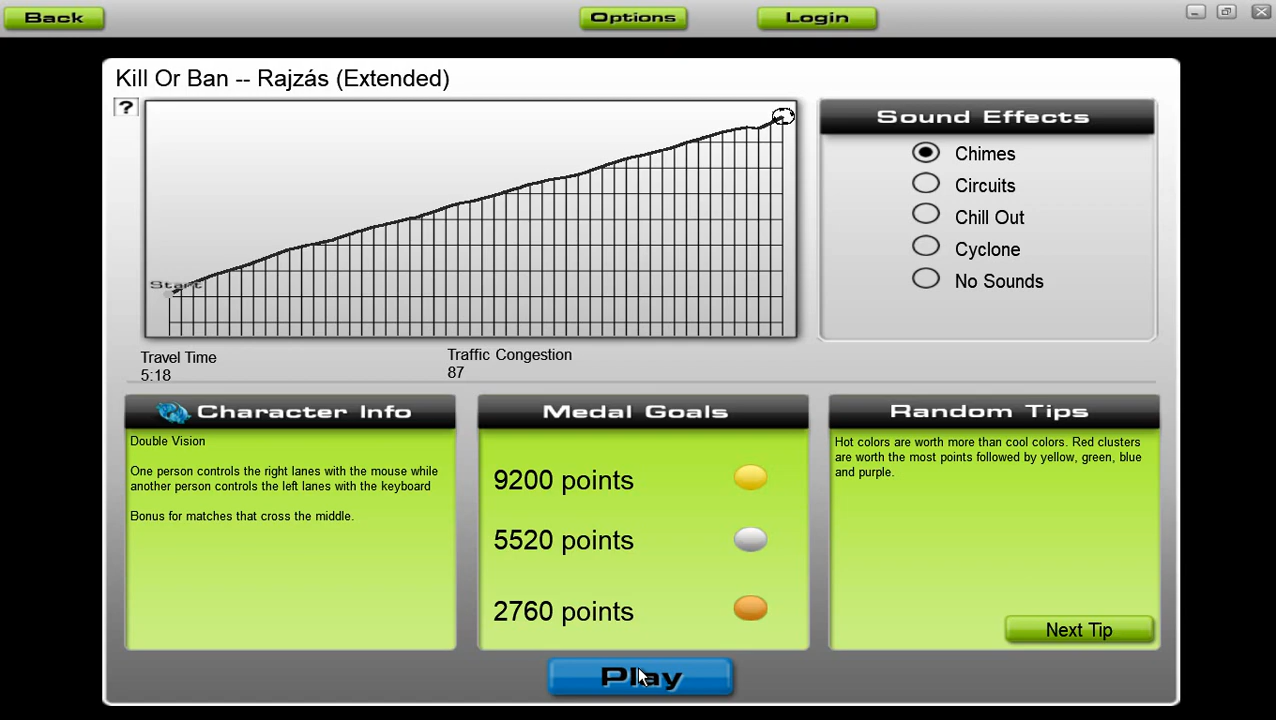 Back
Options
Login
Kill Or Ban -- Rajzás (Extended)
?
Start
Travel Time
5:18
Traffic Congestion
87
Sound Effects
Chimes
Circuits
Chill Out
Cyclone
No Sounds
Character Info
Double Vision
One person controls the right lanes with the mouse while
another person controls the left lanes with the keyboard
Bonus for matches that cross the middle.
Medal Goals
9200 points
5520 points
2760 points
Random Tips
Hot colors are worth more than cool colors. Red clusters
are worth the most points followed by yellow, green, blue
and purple.
Next Tip
Play